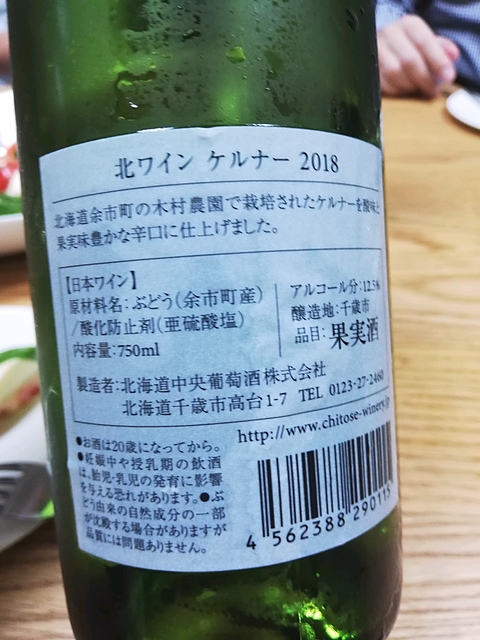 北ワイン ケルナー 2018
北海道余市町の木村農園で栽培されたケルナーを酸味と
果実味豊かな辛口に仕上げました。
【日本ワイン】
原材料名:ぶどう(余市町産)
/酸化防止剤(亜硫酸塩)
内容量:750ml
アルコール分:12.5%
醸造地:千歳市
品目:果実酒
製造者:北海道中央葡萄酒株式会社
北海道千歳市高台1-7 TEL 0123-27-2460
http://www.chitose-winery.jp
●お酒は20歳になってから。
●妊娠中や授乳期の飲酒
は、胎児・乳児の発育に影響
を与える恐れがあります。●ぶ
どう由来の自然成分の一部
が沈殿する場合がありますが
品質には問題ありません。
4 562388 290115